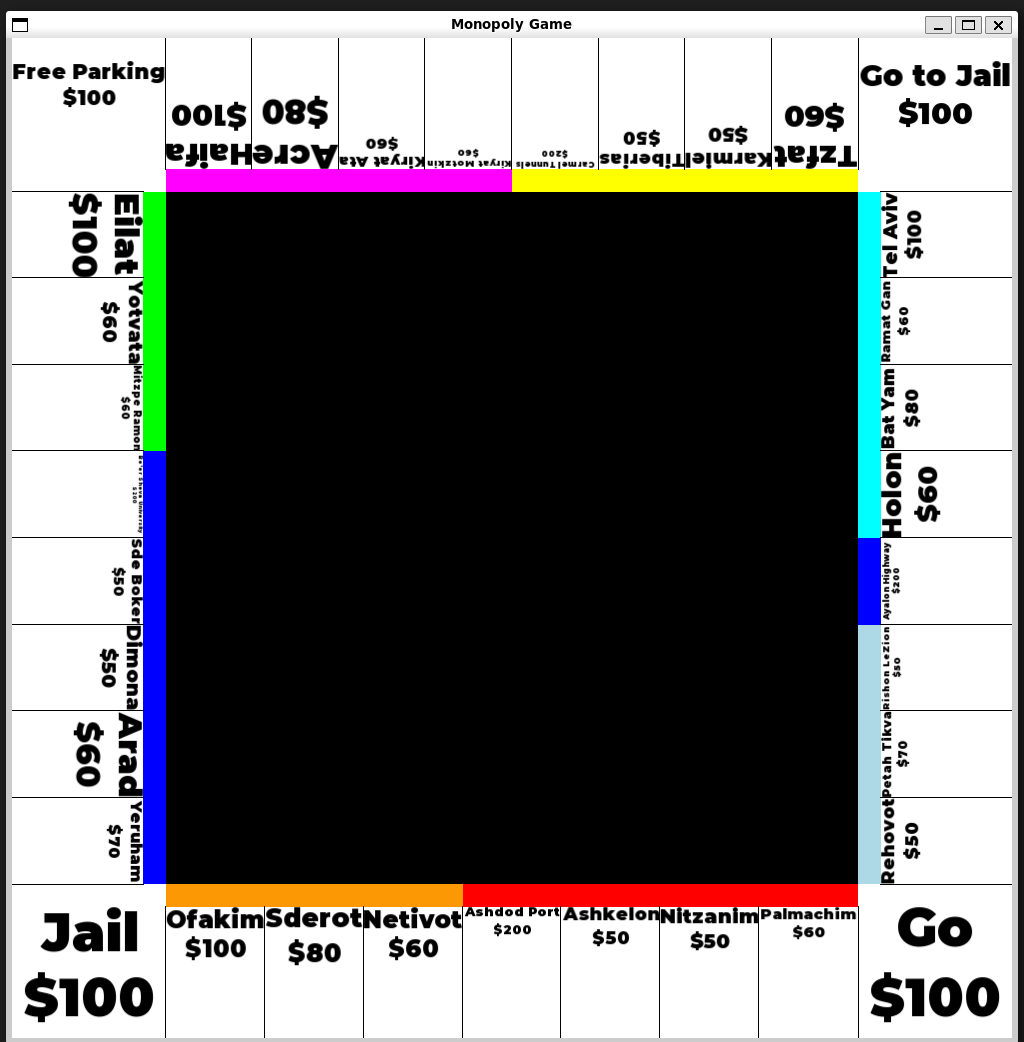 Monopoly Game
Free Parking
$100
Haifa
$100
Acre
$80
Kiryat Ata
$60
Kiryat Motzkin
$60
Carmel Tunnels
$200
Tiberias
$50
Karmiel
$50
Tzfat
$60
Go to Jail
$100
Eilat
$100
Yotvata
$60
Mitzpe Ramon
$60
Be'er Sheva University
$200
Sde Boker
$50
Dimona
$50
Arad
$60
Yeruham
$70
Tel Aviv
$100
Ramat Gan
$60
Bat Yam
$80
Holon
$60
Ayalon Highway
$200
Rishon LeZion
$50
Petah Tikva
$70
Rehovot
$50
Jail
$100
Ofakim
$100
Sderot
$80
Netivot
$60
Ashdod Port
$200
Ashkelon
$50
Nitzanim
$50
Palmachim
$60
Go
$100